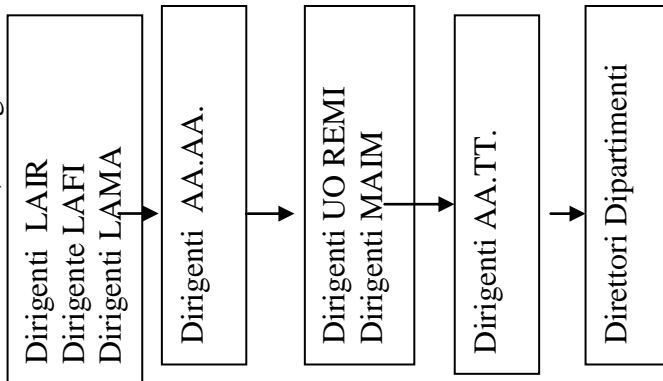 Dirigenti LAIR
Dirigente LAFI
Dirigenti LAMA
Dirigenti AA.AA.
Dirigenti UO REMI
Dirigenti MAIM
Dirigenti AA.TT.
Direttori Dipartimenti